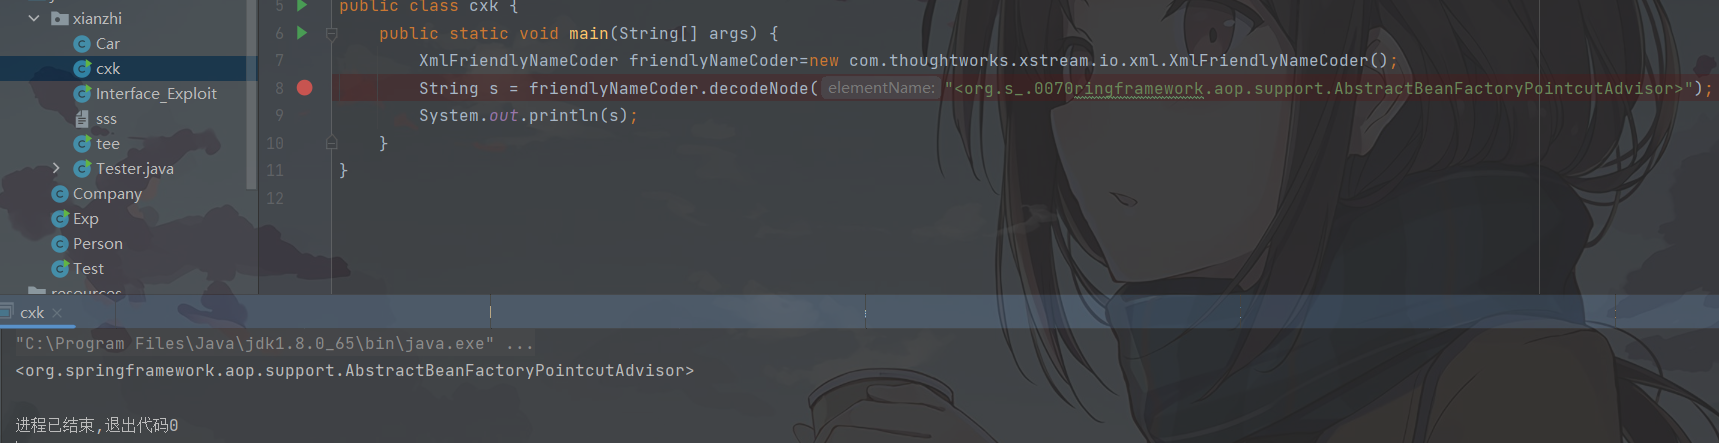 xianzhi
Car
cxk
Interface_Exploit
sss
tee
Tester.java
Company
Exp
Person
Test
resources
5 public class cxk {
6 public static void main(String[] args) {
7 XmlFriendlyNameCoder friendlyNameCoder=new com.thoughtworks.xstream.io.xml.XmlFriendlyNameCoder();
8 String s = friendlyNameCoder.decodeNode( elementName: "<org.s_.0070ringframework.aop.support.AbstractBeanFactoryPointcutAdvisor>");
9 System.out.println(s);
10 }
11 }
12
cxk
"C:\Program Files\Java\jdk1.8.0_65\bin\java.exe" ...
<org.springframework.aop.support.AbstractBeanFactoryPointcutAdvisor>
进程已结束,退出代码0